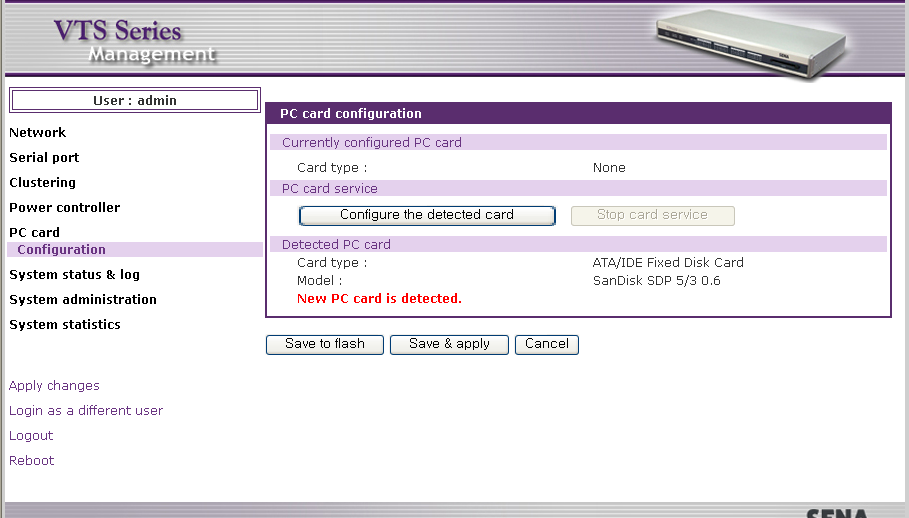 VTS Series
Management
User : admin
Network
Serial port
Clustering
Power controller
PC card
Configuration
System status & log
System administration
System statistics
Apply changes
Login as a different user
Logout
Reboot
PC card configuration
Currently configured PC card
Card type : None
PC card service
Configure the detected card Stop card service
Detected PC card
Card type : ATA/IDE Fixed Disk Card
Model : SanDisk SDP 5/3 0.6
New PC card is detected.
Save to flash Save & apply Cancel
SENA